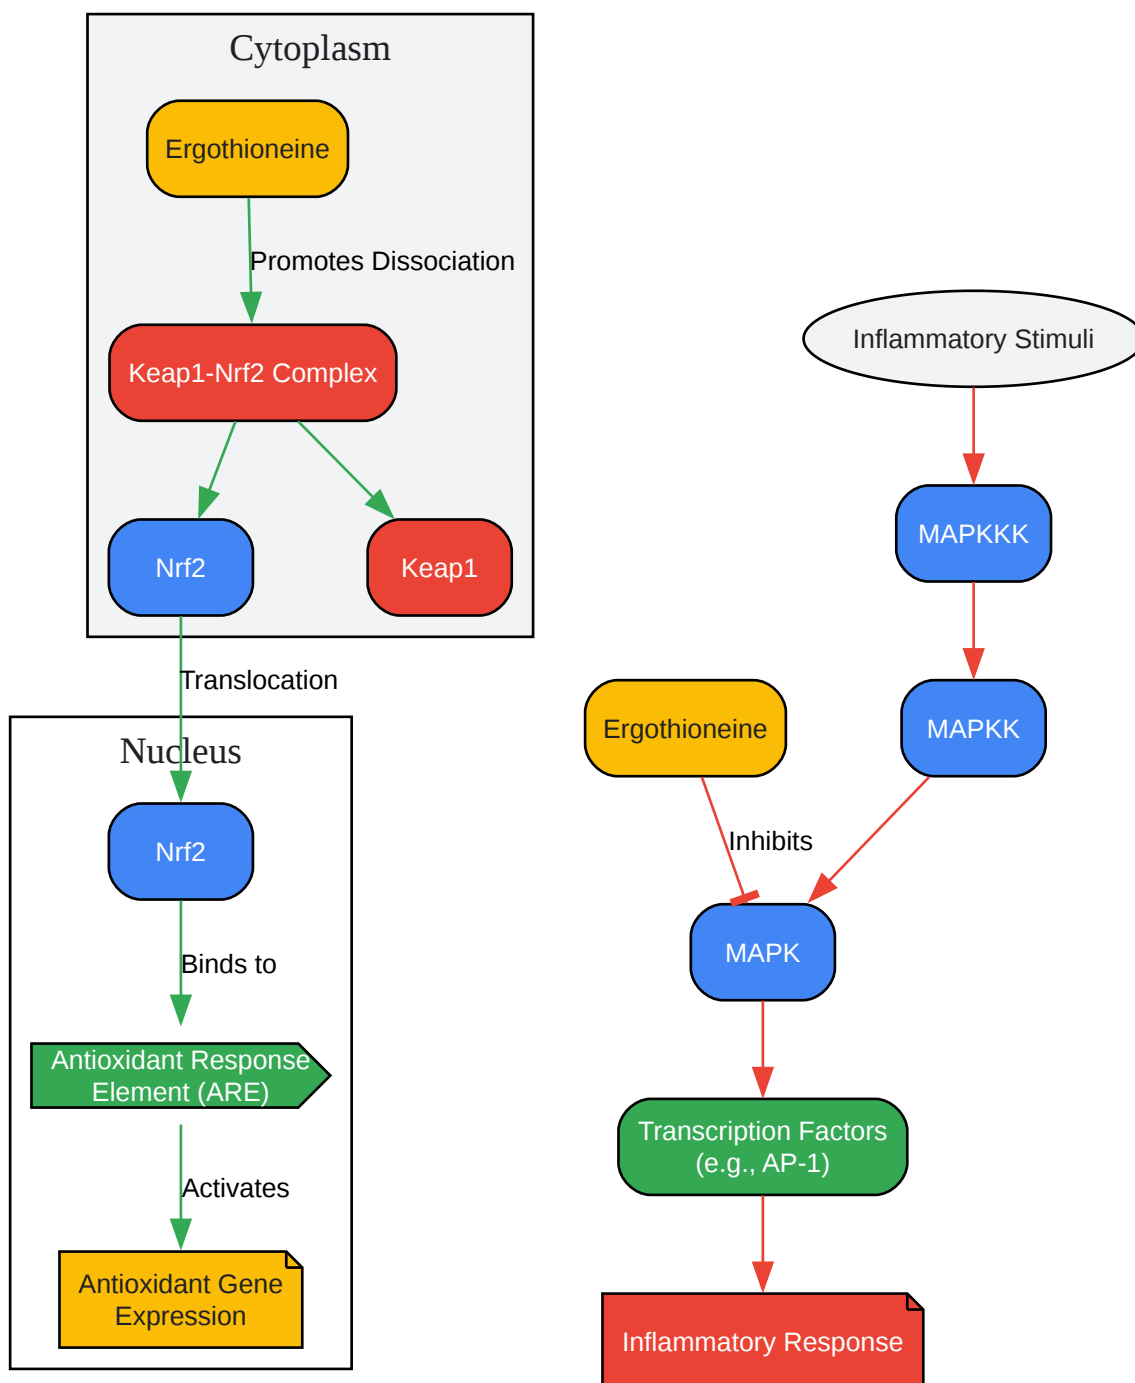 Cytoplasm
Ergothioneine
Promotes Dissociation
Keap1-Nrf2 Complex
Nrf2
Keap1
Translocation
Nucleus
Nrf2
Binds to
Antioxidant Response
Element (ARE)
Activates
Antioxidant Gene
Expression
Inflammatory Stimuli
MAPKKK
MAPKK
Ergothioneine
Inhibits
MAPK
Transcription Factors
(e.g., AP-1)
Inflammatory Response